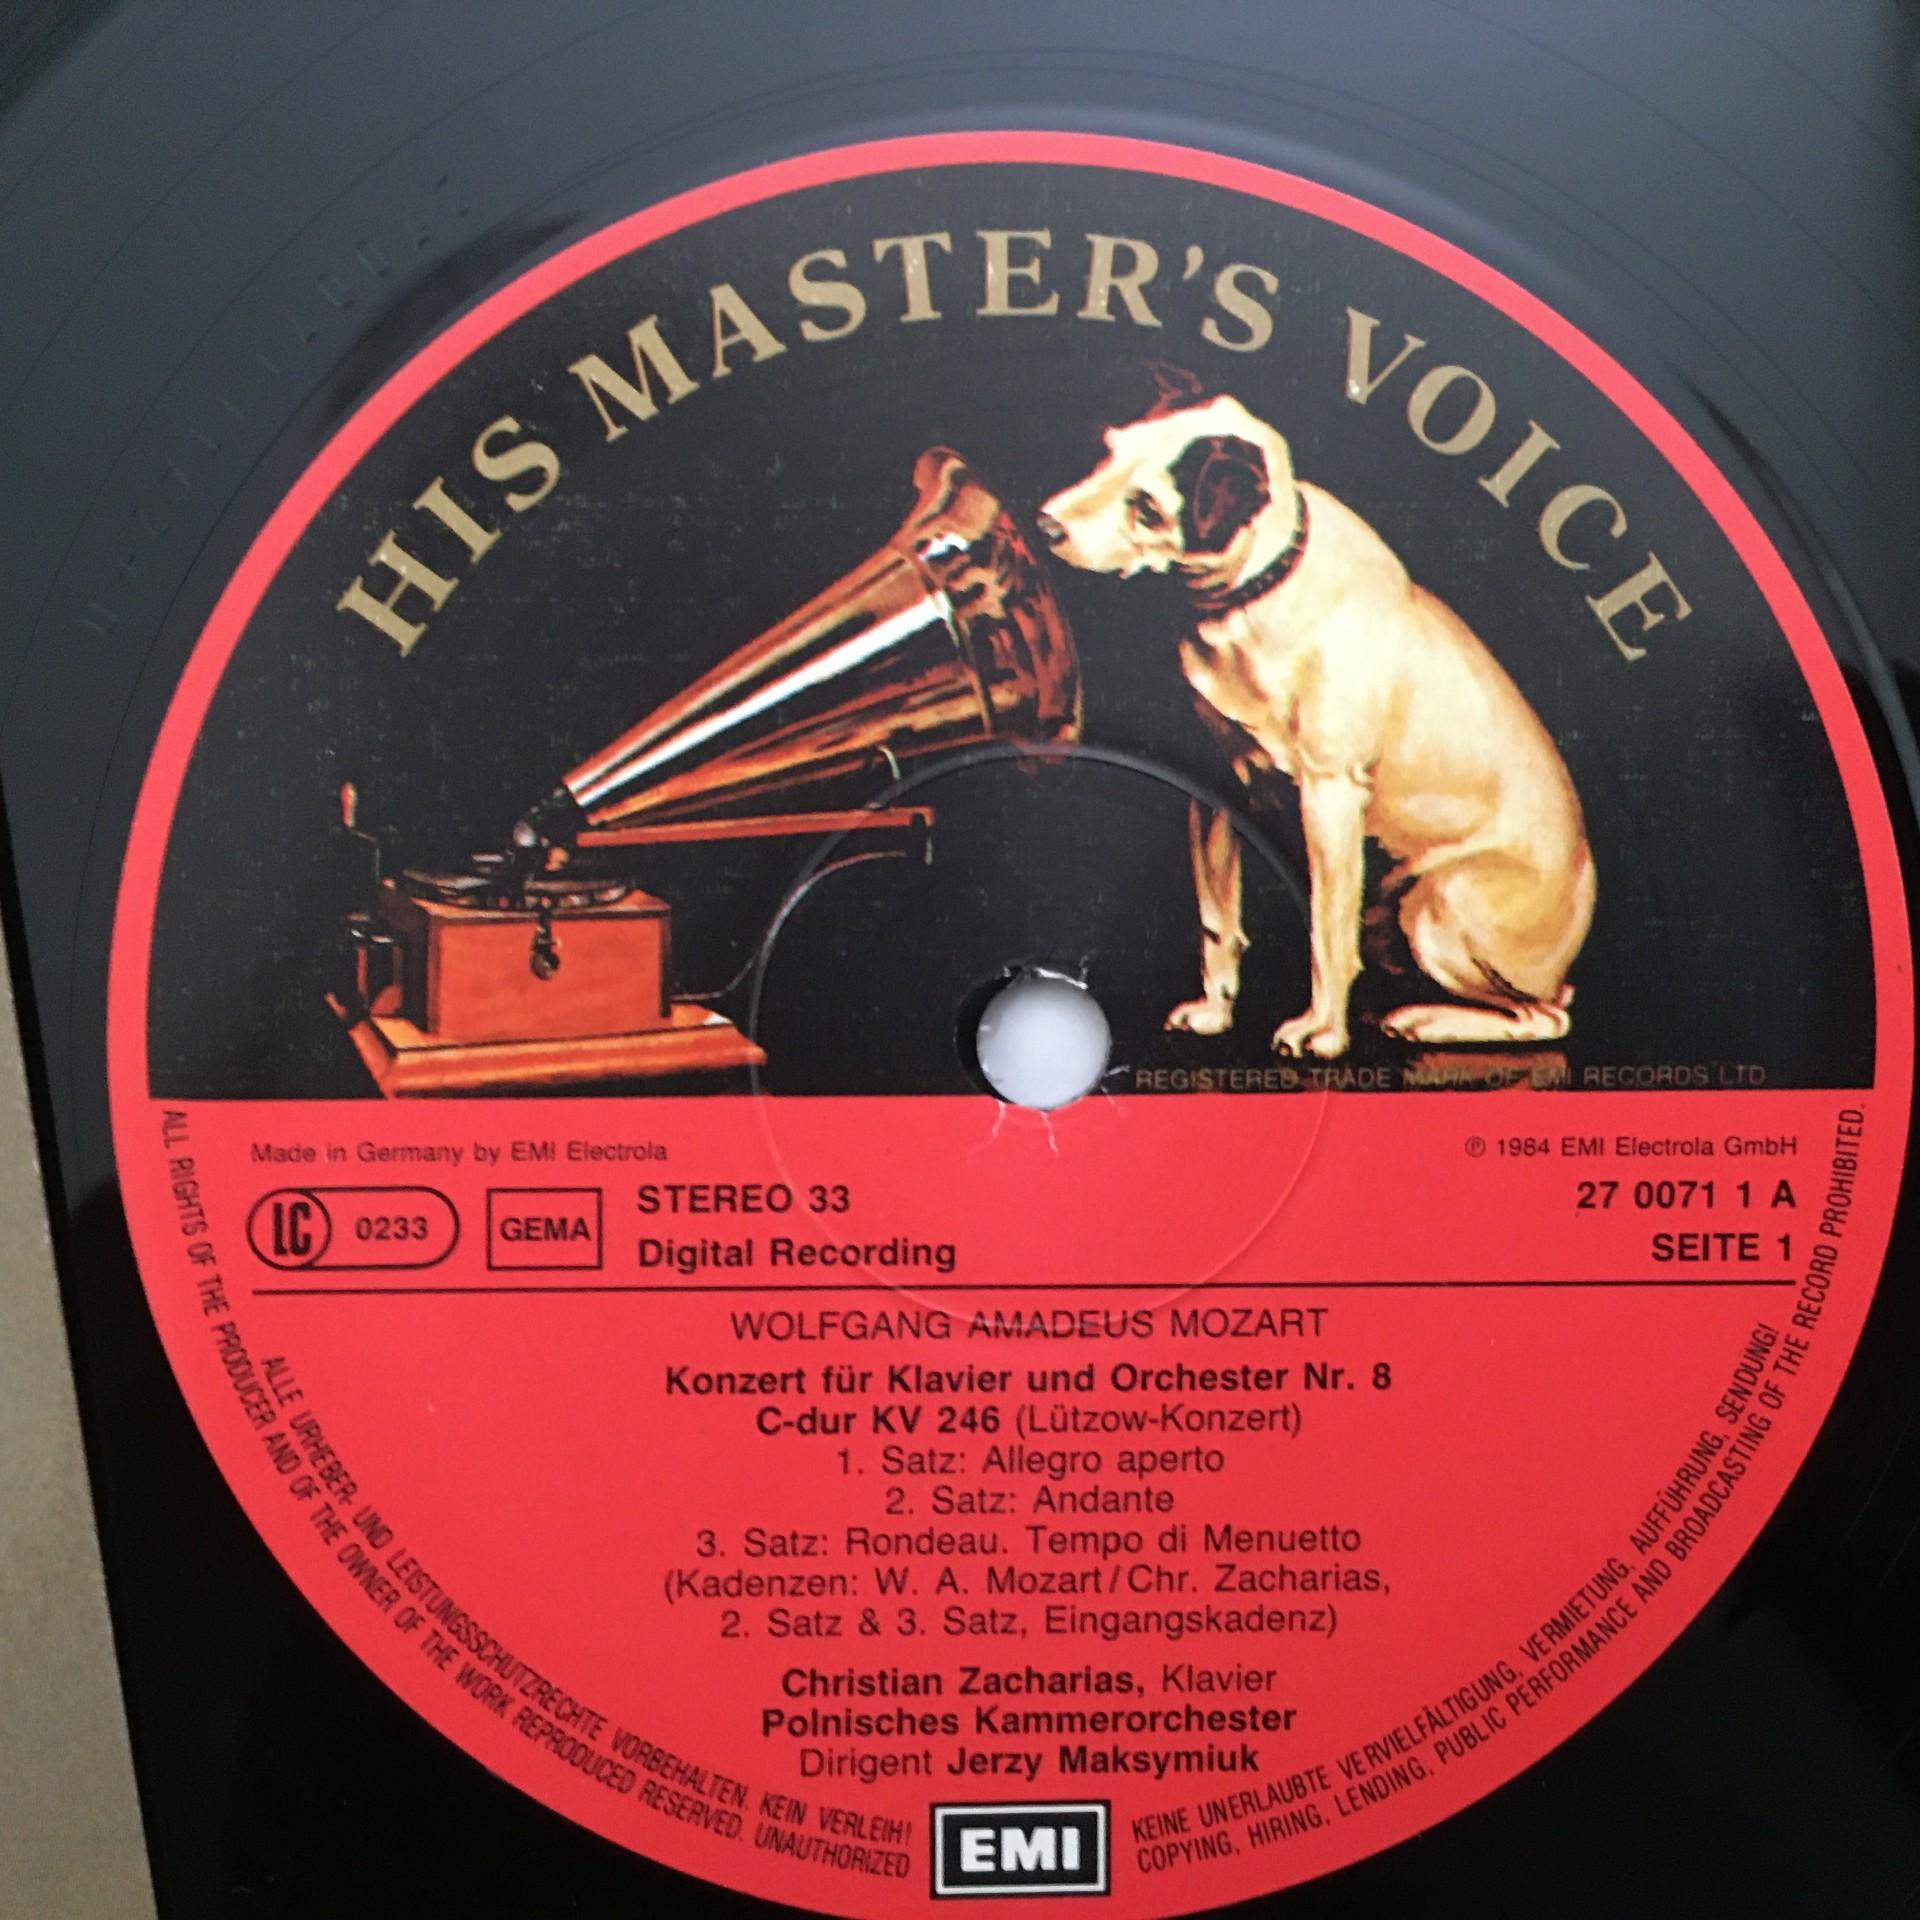 HIS MASTER'S VOICE
REGISTERED TRADE MARK OF EMI RECORDS LTD
Made in Germany by EMI Electrola
℗ 1984 EMI Electrola GmbH
LC 0233
GEMA
STEREO 33
Digital Recording
27 0071 1 A
SEITE 1
WOLFGANG AMADEUS MOZART
Konzert für Klavier und Orchester Nr. 8
C-dur KV 246 (Lützow-Konzert)
1. Satz: Allegro aperto
2. Satz: Andante
3. Satz: Rondeau. Tempo di Menuetto
(Kadenzen: W. A. Mozart/Chr. Zacharias,
2. Satz & 3. Satz, Eingangskadenz)
Christian Zacharias, Klavier
Polnisches Kammerorchester
Dirigent Jerzy Maksymiuk
EMI
ALLE URHEBER- UND LEISTUNGSSCHUTZRECHTE VORBEHALTEN. KEIN VERLEIH!
KEINE UNERLAUBTE VERVIELFÄLTIGUNG, VERMIETUNG, AUFFÜHRUNG, SENDUNG!
ALL RIGHTS OF THE PRODUCER AND OF THE OWNER OF THE WORK REPRODUCED RESERVED. UNAUTHORIZED
COPYING, HIRING, LENDING, PUBLIC PERFORMANCE AND BROADCASTING OF THE RECORD PROHIBITED.